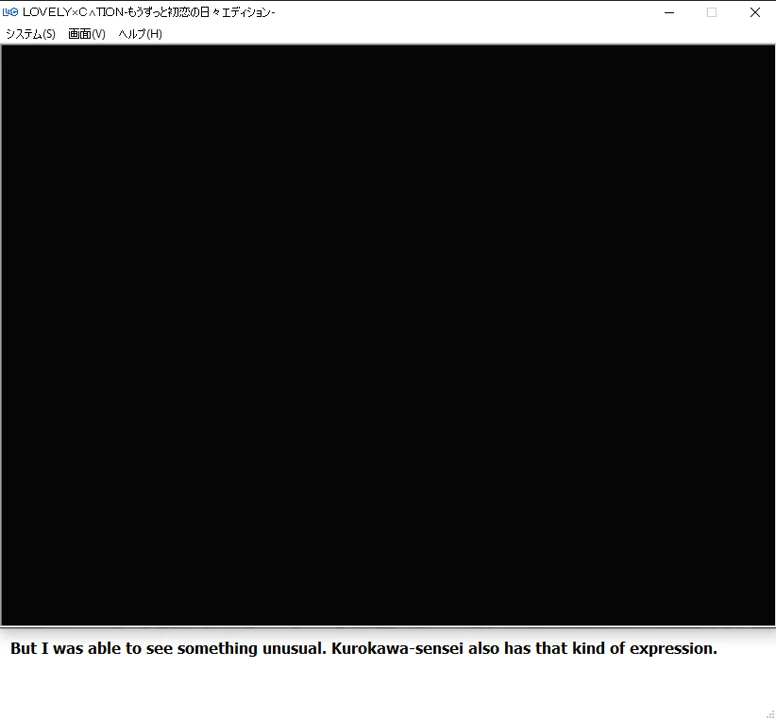 LOVELY×C∧TION-もうずっと初恋の日々エディション-
システム(S) 画面(V) ヘルプ(H)
But I was able to see something unusual. Kurokawa-sensei also has that kind of expression.